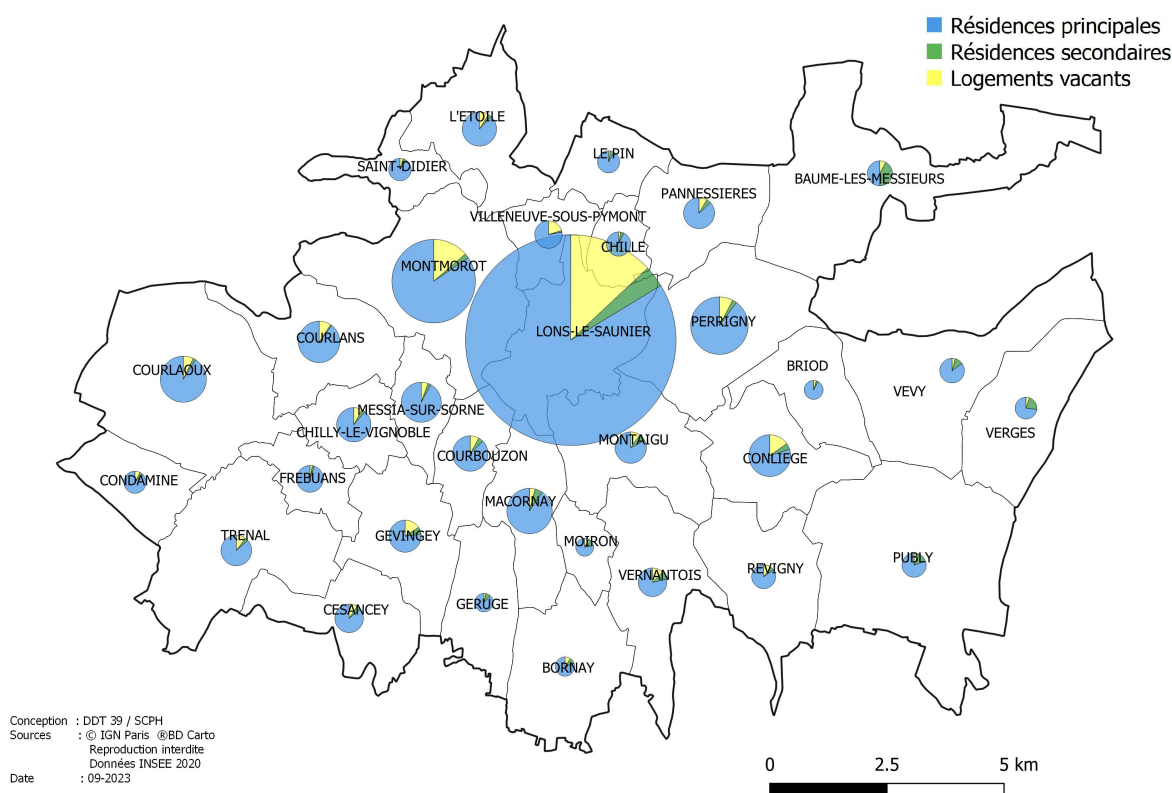 Résidences principales
Résidences secondaires
Logements vacants
L'ETOILE
SAINT-DIDIER
LE PIN
BAUME-LES-MESSIEURS
PANNESSIERES
VILLENEUVE-SOUS-PYMONT
CHILLE
MONTMOROT
LONS-LE-SAUNIER
PERRIGNY
COURLANS
COURLAOUX
BRIOD
VEVY
MESSIA-SUR-SORNE
CHILLY-LE-VIGNOBLE
VERGES
MONTAIGU
COURBOUZON
CONLIEGE
CONDAMINE
FREBUANS
MACORNAY
TRENAL
GEVINGEY
MOIRON
PUBLY
VERNANTOIS
REVIGNY
CESANCEY
GERUGE
BORNAY
Conception : DDT 39 / SCPH
Sources : © IGN Paris ®BD Carto
Reproduction interdite
Données INSEE 2020
Date : 09-2023
0 2.5 5 km